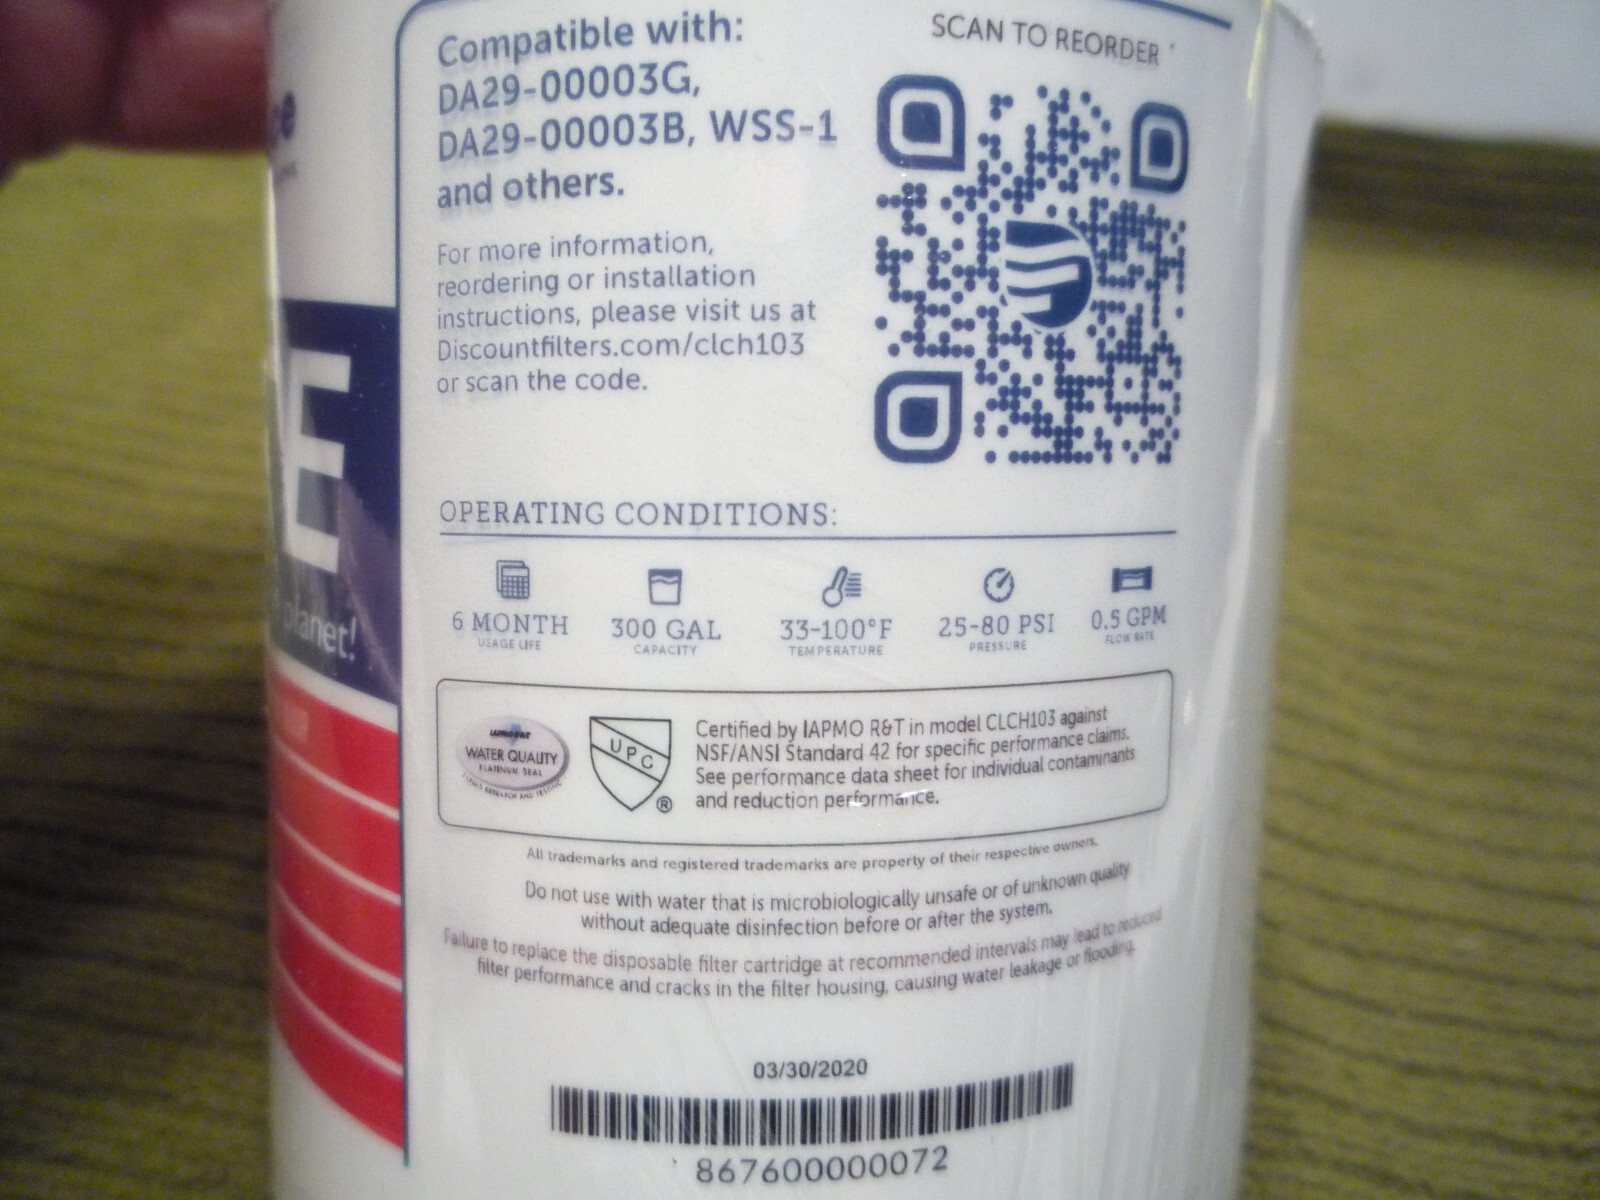 Compatible with:
DA29-00003G,
DA29-00003B, WSS-1
and others.
For more information,
reordering or installation
instructions, please visit us at
Discountfilters.com/clch103
or scan the code.
SCAN TO REORDER
OPERATING CONDITIONS:
6 MONTH
USAGE LIFE
300 GAL
CAPACITY
33-100°F
TEMPERATURE
25-80 PSI
PRESSURE
0.5 GPM
FLOW RATE
WATER QUALITY
PLATINUM SEAL
UPC
®
Certified by IAPMO R&T in model CLCH103 against
NSF/ANSI Standard 42 for specific performance claims.
See performance data sheet for individual contaminants
and reduction performance.
All trademarks and registered trademarks are property of their respective owners.
Do not use with water that is microbiologically unsafe or of unknown quality
without adequate disinfection before or after the system.
Failure to replace the disposable filter cartridge at recommended intervals may lead to reduced
filter performance and cracks in the filter housing, causing water leakage or flooding.
03/30/2020
867600000072
planet!